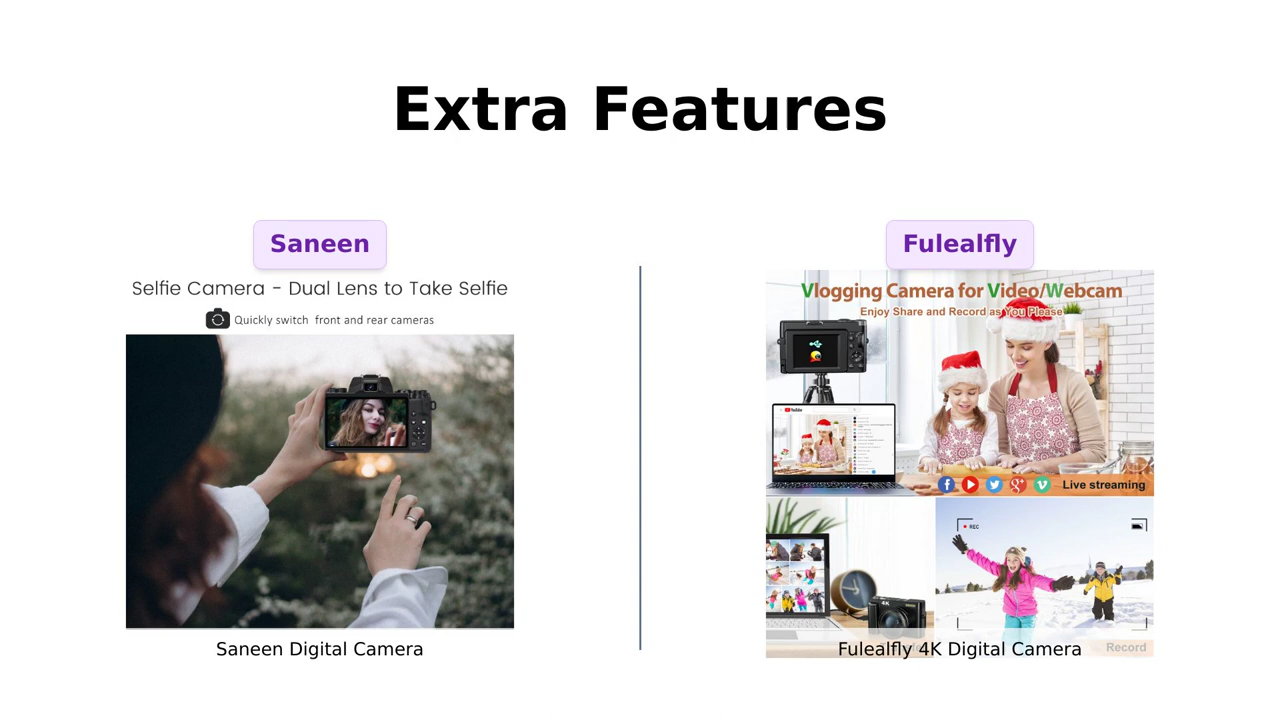 Extra Features
Saneen
Selfie Camera - Dual Lens to Take Selfie
Quickly switch front and rear cameras
Saneen Digital Camera
Fulealfly
Vlogging Camera for Video/Webcam
Enjoy Share and Record as You Please
YouTube
Live streaming
REC
4K
Record
Fulealfly 4K Digital Camera